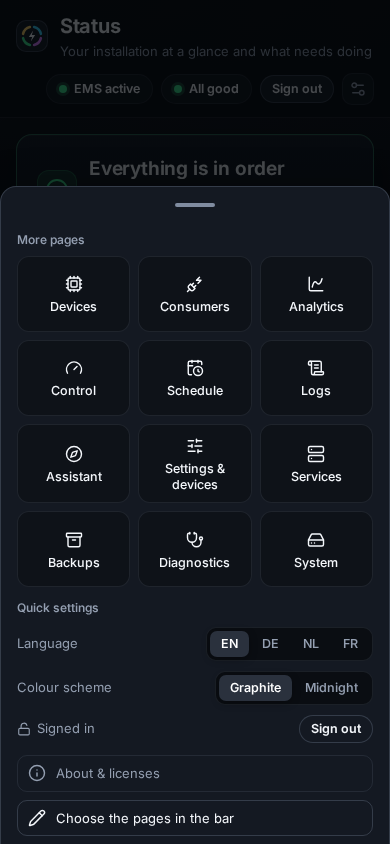 Status
Your installation at a glance and what needs doing
EMS active
All good
Sign out
Everything is in order
More pages
Devices
Consumers
Analytics
Control
Schedule
Logs
Assistant
Settings &
devices
Services
Backups
Diagnostics
System
Quick settings
Language
EN
DE
NL
FR
Colour scheme
Graphite
Midnight
Signed in
Sign out
About & licenses
Choose the pages in the bar